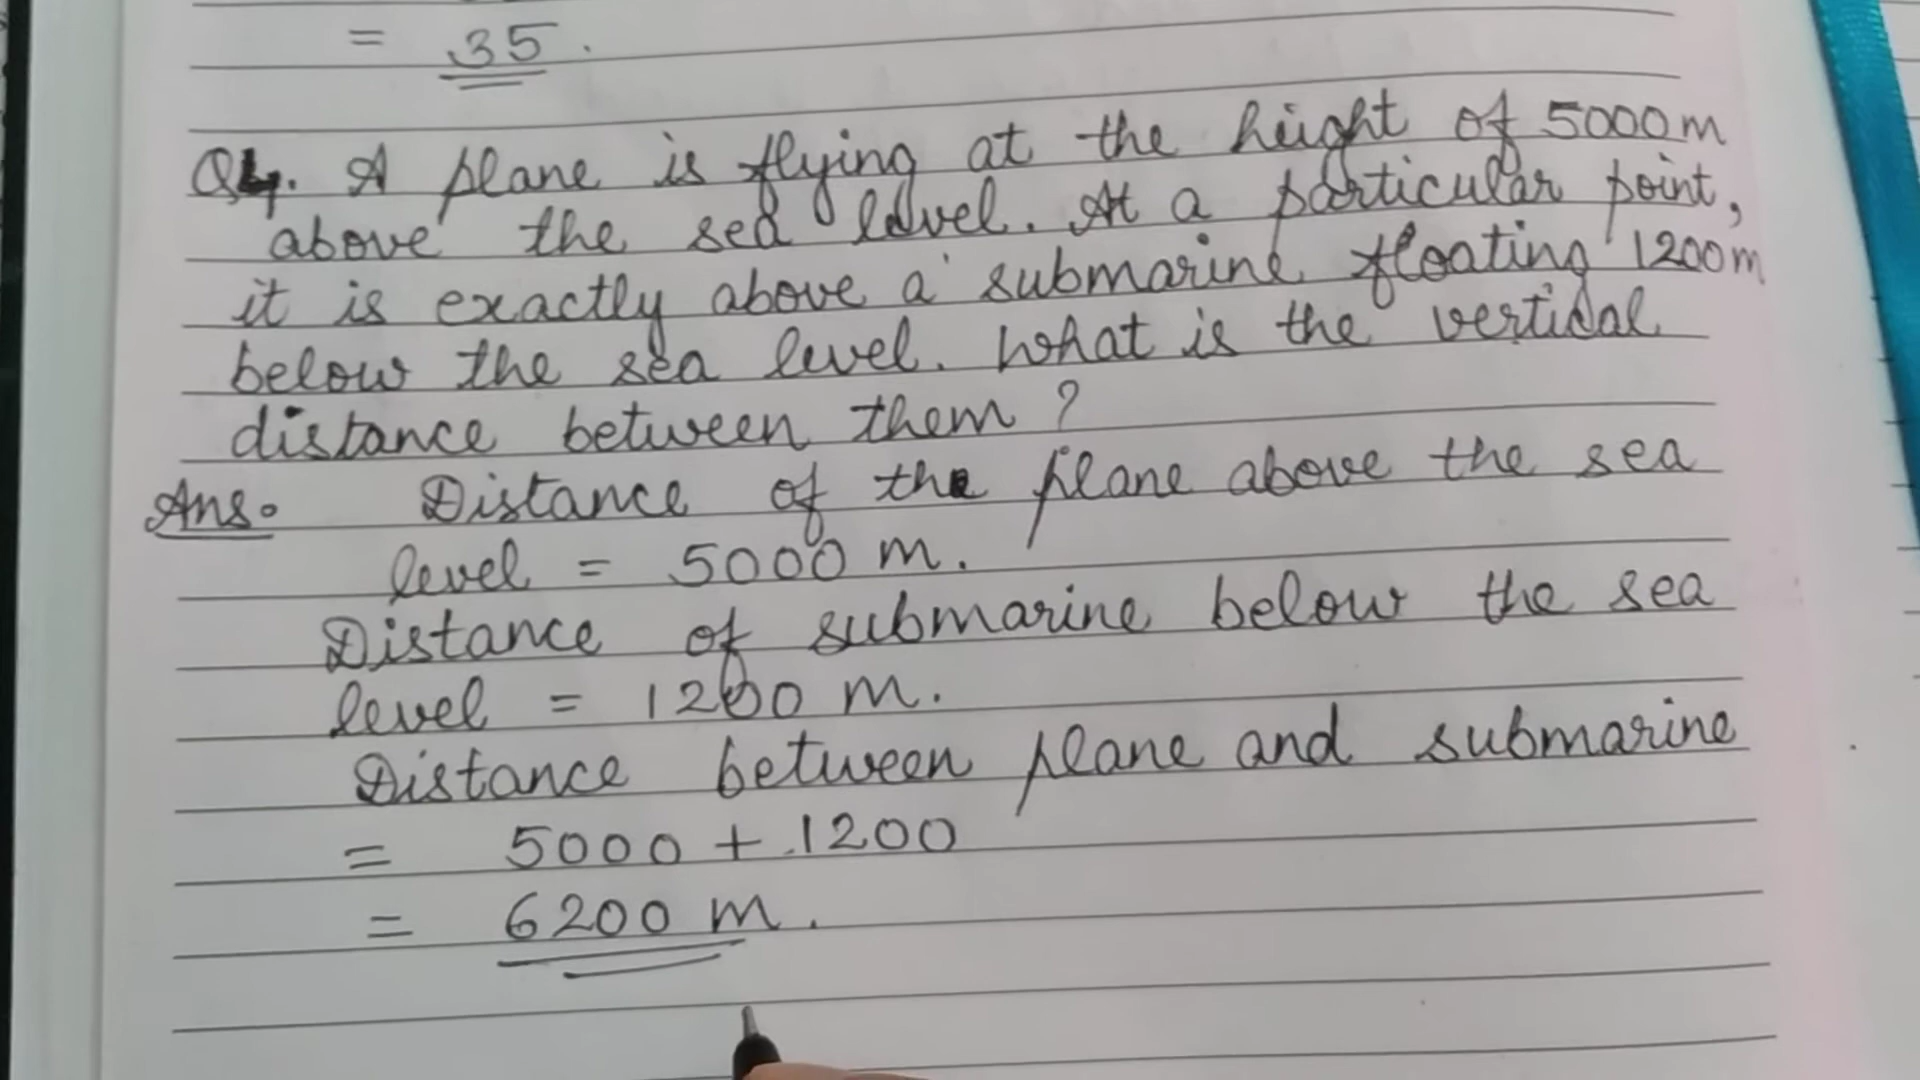 = 35.
Q4. A plane is flying at the height of 5000m
above the sea level. At a particular point,
it is exactly above a submarine floating 1200m
below the sea level. What is the vertical
distance between them ?
Ans. Distance of the plane above the sea
level = 5000 m.
Distance of submarine below the sea
level = 1200 m.
Distance between plane and submarine
= 5000 + 1200
= 6200 m.